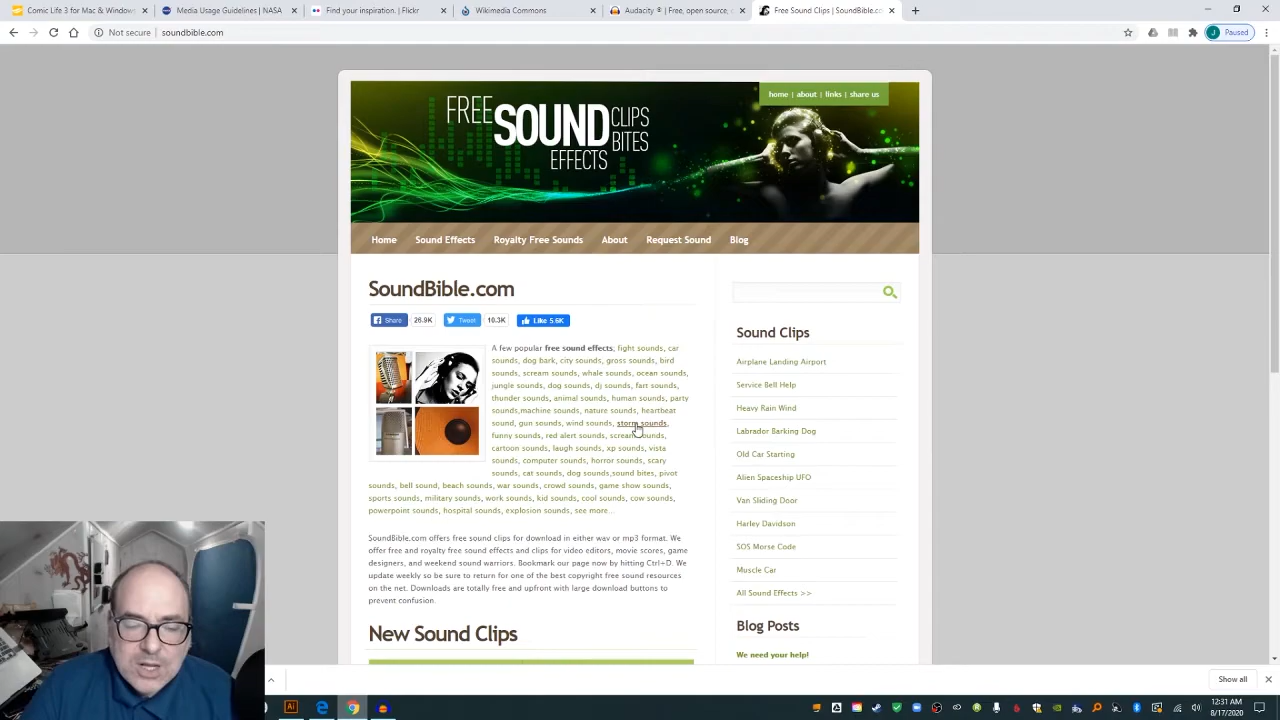 Comic Life 3 for Mac & Windows
Media Usage Guidelines | NASA
Find your inspiration. | Flickr
Wikimedia Commons
Audacity ® | Free, open source,
Free Sound Clips | SoundBible.co
Not secure | soundbible.com
J Paused
home | about | links | share us
FREE SOUND CLIPS
BITES
EFFECTS
Home Sound Effects Royalty Free Sounds About Request Sound Blog
SoundBible.com
Share 26.9K Tweet 10.3K Like 5.6K
A few popular free sound effects; fight sounds, car
sounds, dog bark, city sounds, gross sounds, bird
sounds, scream sounds, whale sounds, ocean sounds,
jungle sounds, dog sounds, dj sounds, fart sounds,
thunder sounds, animal sounds, human sounds, party
sounds,machine sounds, nature sounds, heartbeat
sound, gun sounds, wind sounds, storm sounds,
funny sounds, red alert sounds, scream sounds,
cartoon sounds, laugh sounds, xp sounds, vista
sounds, computer sounds, horror sounds, scary
sounds, cat sounds, dog sounds,sound bites, pivot
sounds, bell sound, beach sounds, war sounds, crowd sounds, game show sounds,
sports sounds, military sounds, work sounds, kid sounds, cool sounds, cow sounds,
powerpoint sounds, hospital sounds, explosion sounds, see more...
SoundBible.com offers free sound clips for download in either wav or mp3 format. We
offer free and royalty free sound effects and clips for video editors, movie scores, game
designers, and weekend sound warriors. Bookmark our page now by hitting Ctrl+D. We
update weekly so be sure to return for one of the best copyright free sound resources
on the net. Downloads are totally free and upfront with large download buttons to
prevent confusion.
New Sound Clips
Sound Clips
Airplane Landing Airport
Service Bell Help
Heavy Rain Wind
Labrador Barking Dog
Old Car Starting
Alien Spaceship UFO
Van Sliding Door
Harley Davidson
SOS Morse Code
Muscle Car
All Sound Effects >>
Blog Posts
We need your help!
Show all
Ai
12:31 AM
8/17/2020